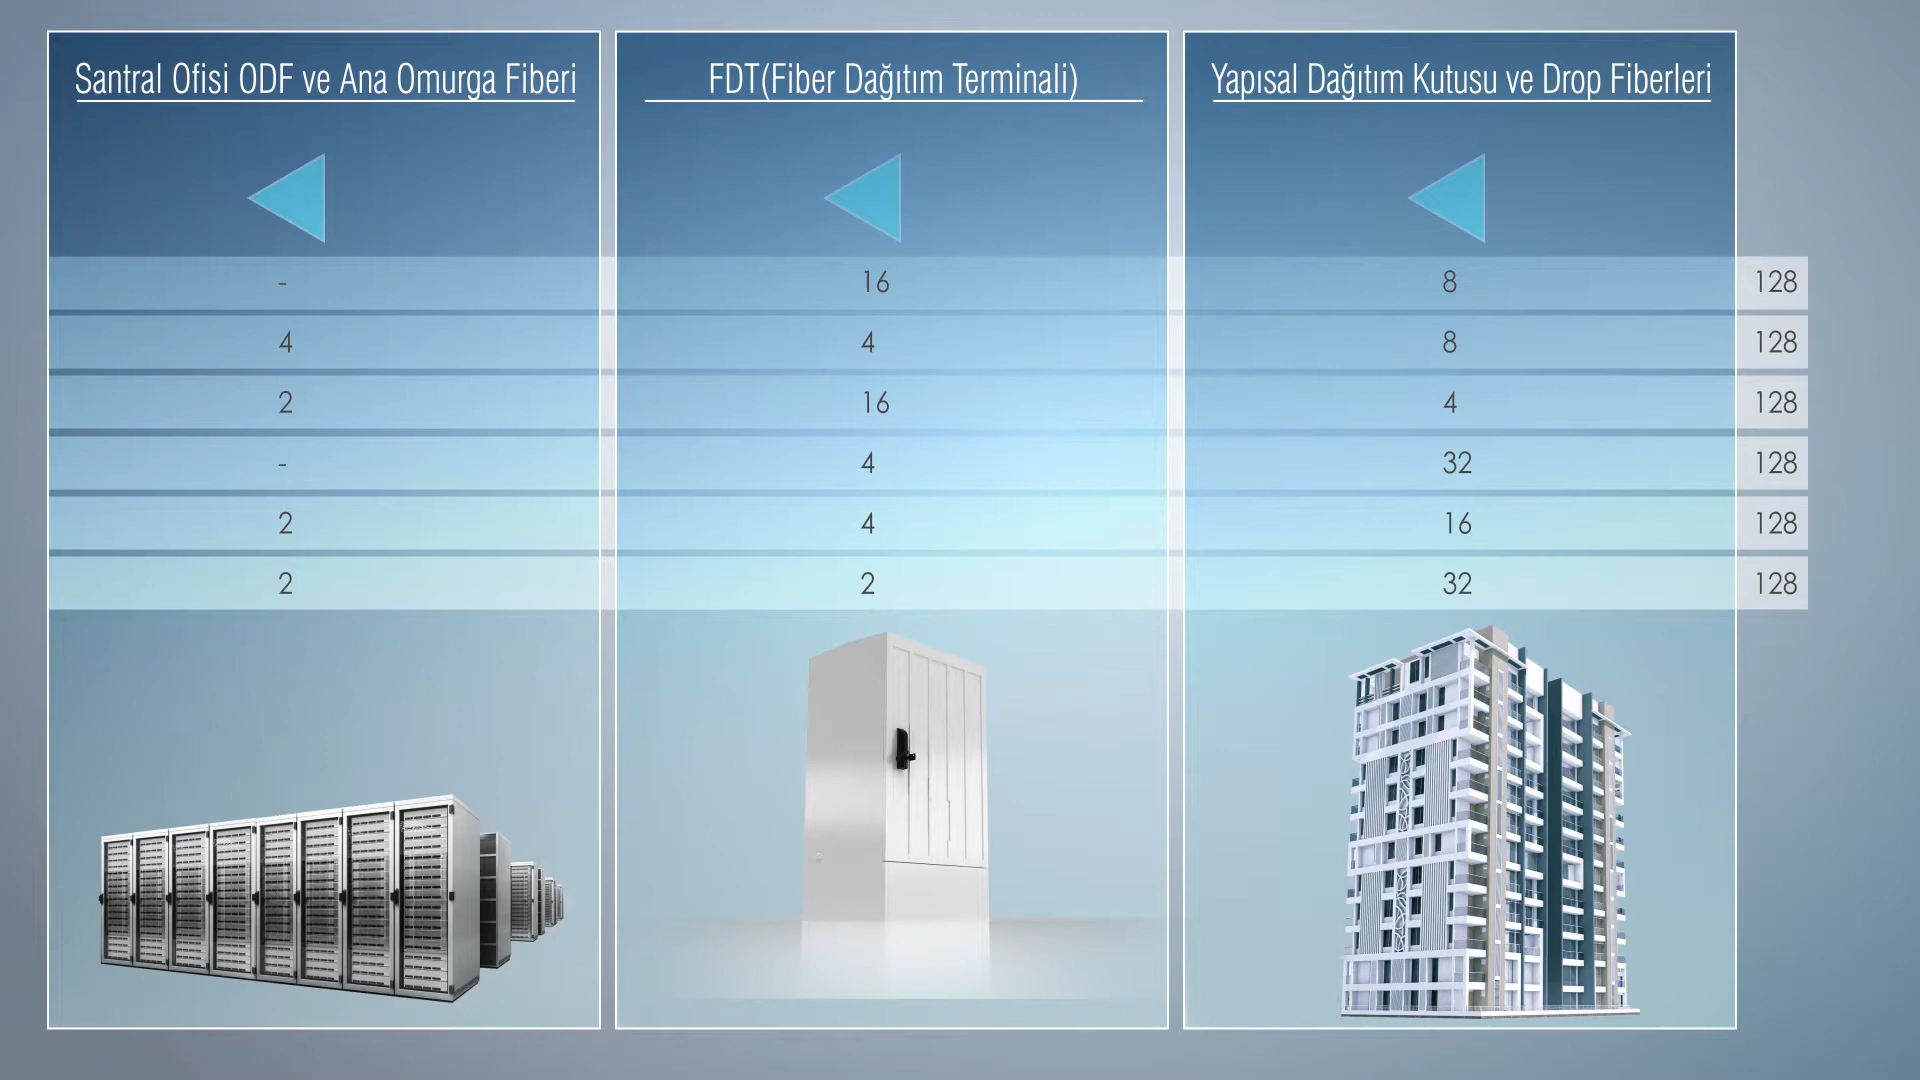 Santral Ofisi ODF ve Ana Omurga Fiberi
FDT(Fiber Dağıtım Terminali)
Yapısal Dağıtım Kutusu ve Drop Fiberleri
- 16 8 128
4 4 8 128
2 16 4 128
- 4 32 128
2 4 16 128
2 2 32 128